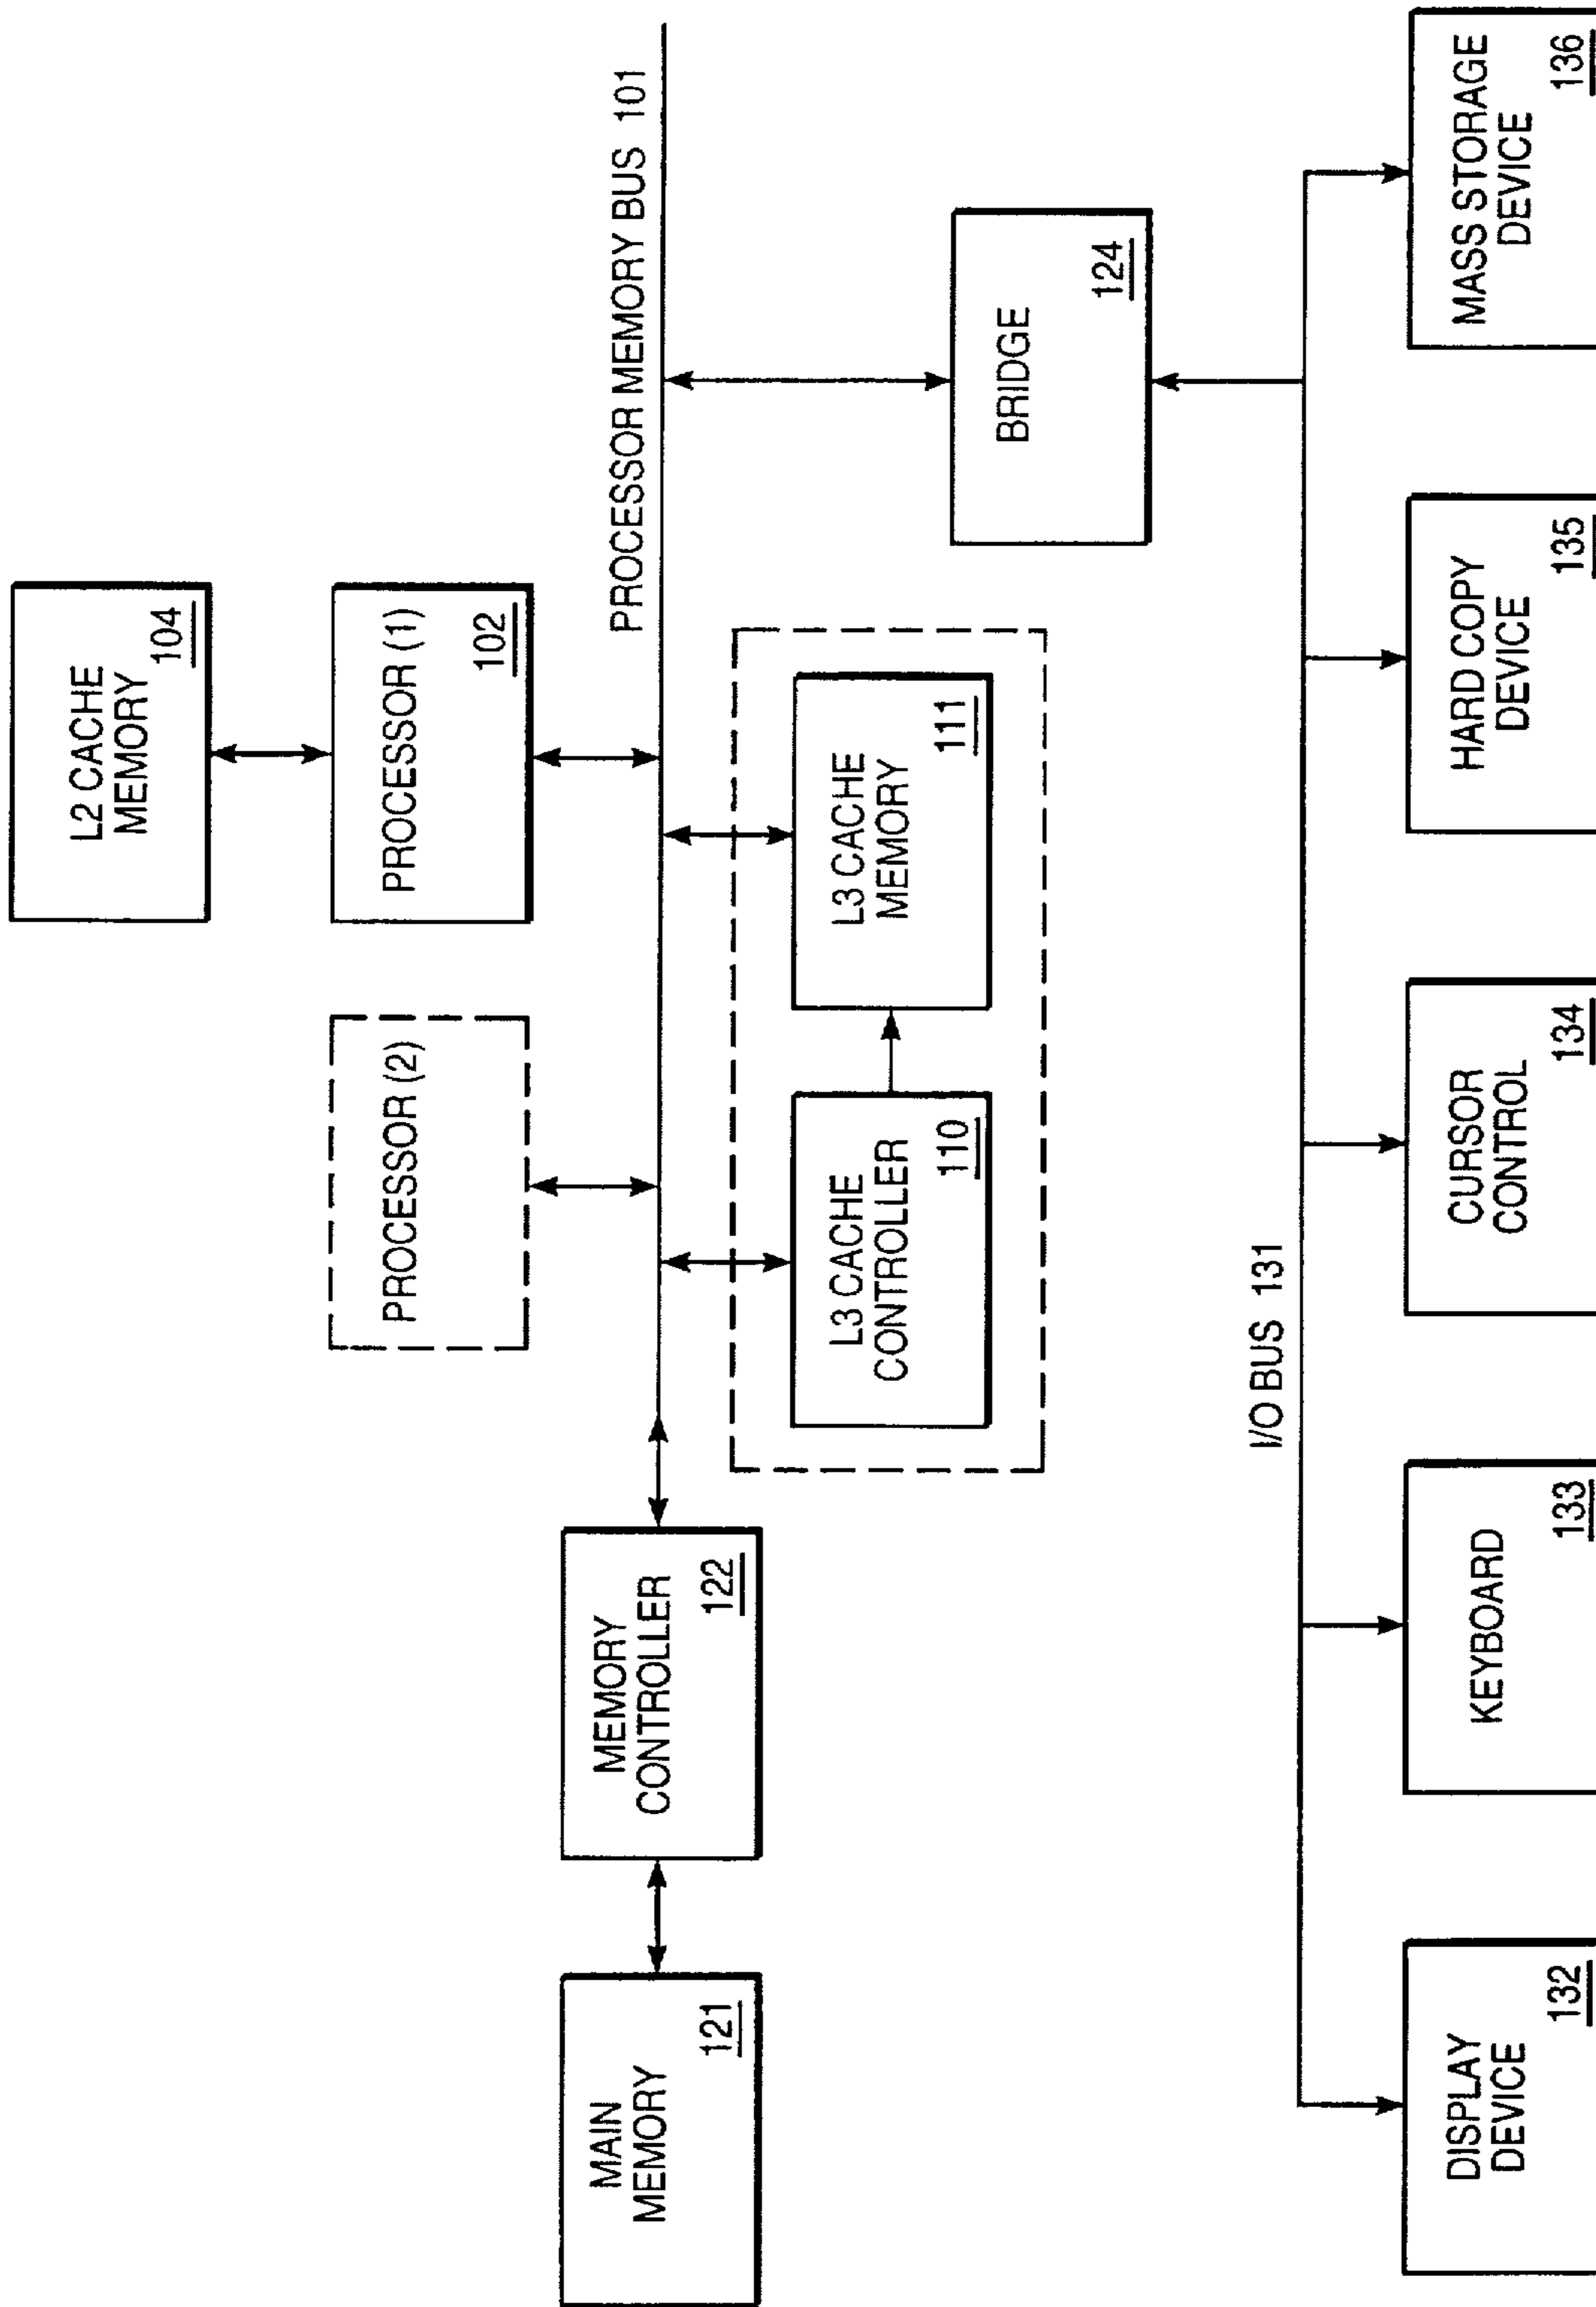 L2 CACHE
MEMORY
104
PROCESSOR (2)
PROCESSOR (1)
102
PROCESSOR MEMORY BUS 101
MAIN
MEMORY
121
MEMORY
CONTROLLER
122
L3 CACHE
CONTROLLER
110
L3 CACHE
MEMORY
111
BRIDGE
124
I/O BUS 131
DISPLAY
DEVICE
132
KEYBOARD
133
CURSOR
CONTROL
134
HARD COPY
DEVICE
135
MASS STORAGE
DEVICE
136